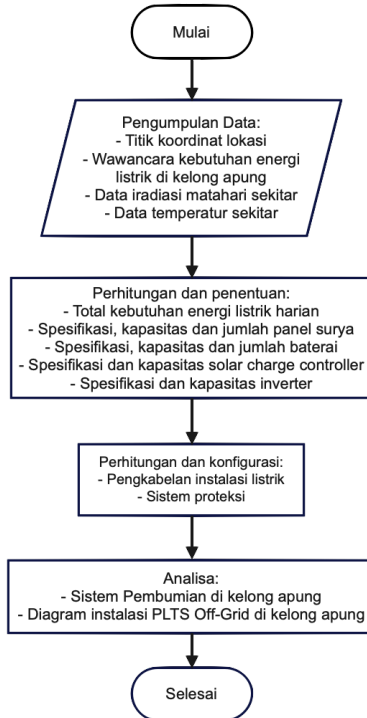 Mulai
Pengumpulan Data:
- Titik koordinat lokasi
- Wawancara kebutuhan energi
listrik di kelong apung
- Data iradiasi matahari sekitar
- Data temperatur sekitar
Perhitungan dan penentuan:
- Total kebutuhan energi listrik harian
- Spesifikasi, kapasitas dan jumlah panel surya
- Spesifikasi, kapasitas dan jumlah baterai
- Spesifikasi dan kapasitas solar charge controller
- Spesifikasi dan kapasitas inverter
Perhitungan dan konfigurasi:
- Pengkabelan instalasi listrik
- Sistem proteksi
Analisa:
- Sistem Pembumian di kelong apung
- Diagram instalasi PLTS Off-Grid di kelong apung
Selesai